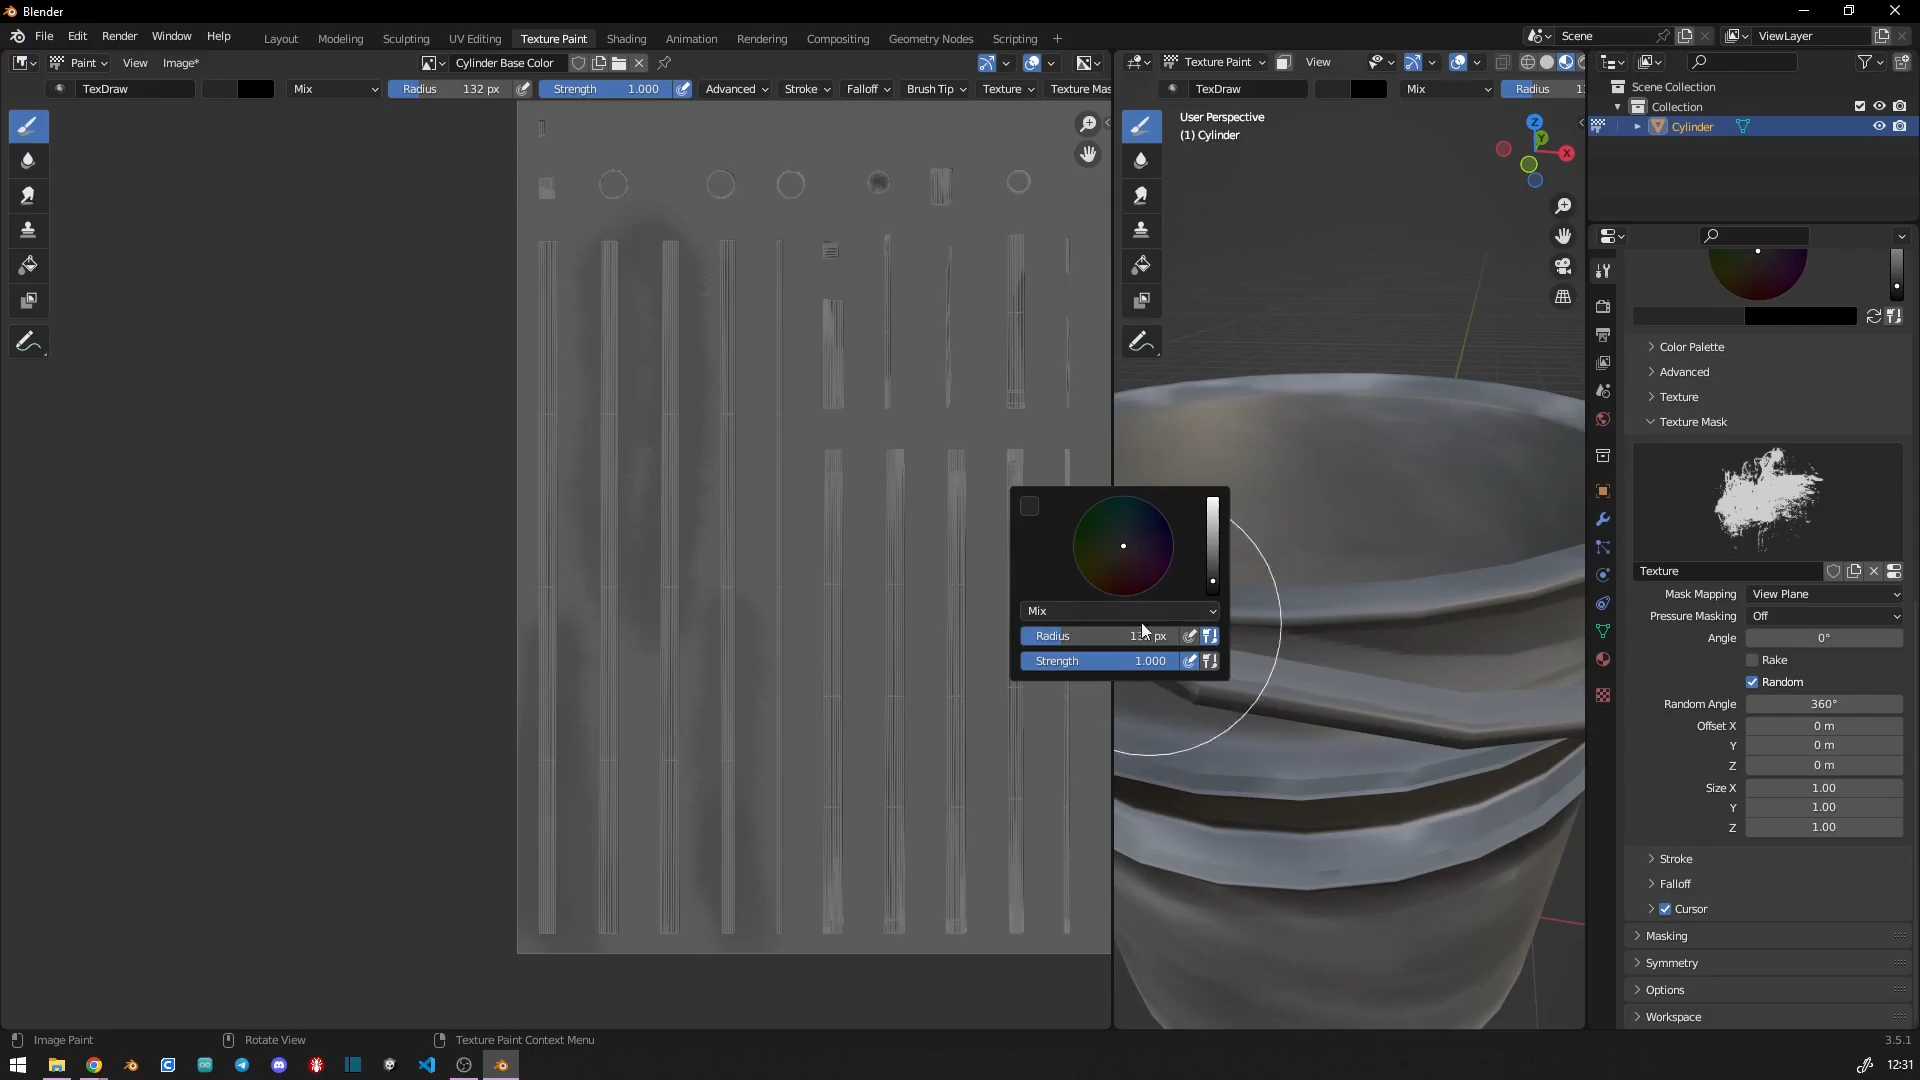 Blender
File Edit Render Window Help Layout Modeling Sculpting UV Editing Texture Paint Shading Animation Rendering Compositing Geometry Nodes Scripting + Scene ViewLayer
Paint View Image* Cylinder Base Color Texture Paint View
TexDraw Mix Radius 132 px Strength 1.000 Advanced Stroke Falloff Brush Tip Texture Texture Mas TexDraw Mix Radius
Scene Collection
Collection
Cylinder
User Perspective
(1) Cylinder
Z
Y
X
Color Palette
Advanced
Texture
Texture Mask
Texture
Mask Mapping View Plane
Pressure Masking Off
Angle 0°
Rake
Random
Random Angle 360°
Offset X 0 m
Y 0 m
Z 0 m
Size X 1.00
Y 1.00
Z 1.00
Stroke
Falloff
Cursor
Masking
Symmetry
Options
Workspace
Mix
Radius px
Strength 1.000
Image Paint Rotate View Texture Paint Context Menu 3.5.1
12:31